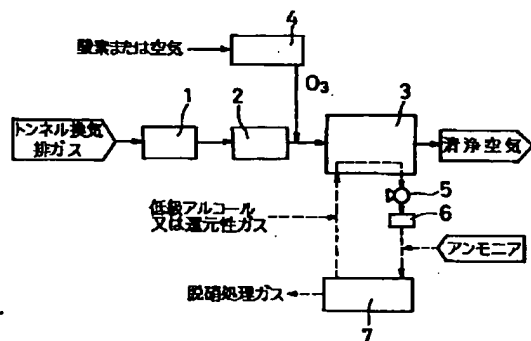 4
酸素または空気
O3
1
2
3
トンネル換気
排ガス
清浄空気
5
低級アルコール
又は還元性ガス
6
アンモニア
脱硝処理ガス
7